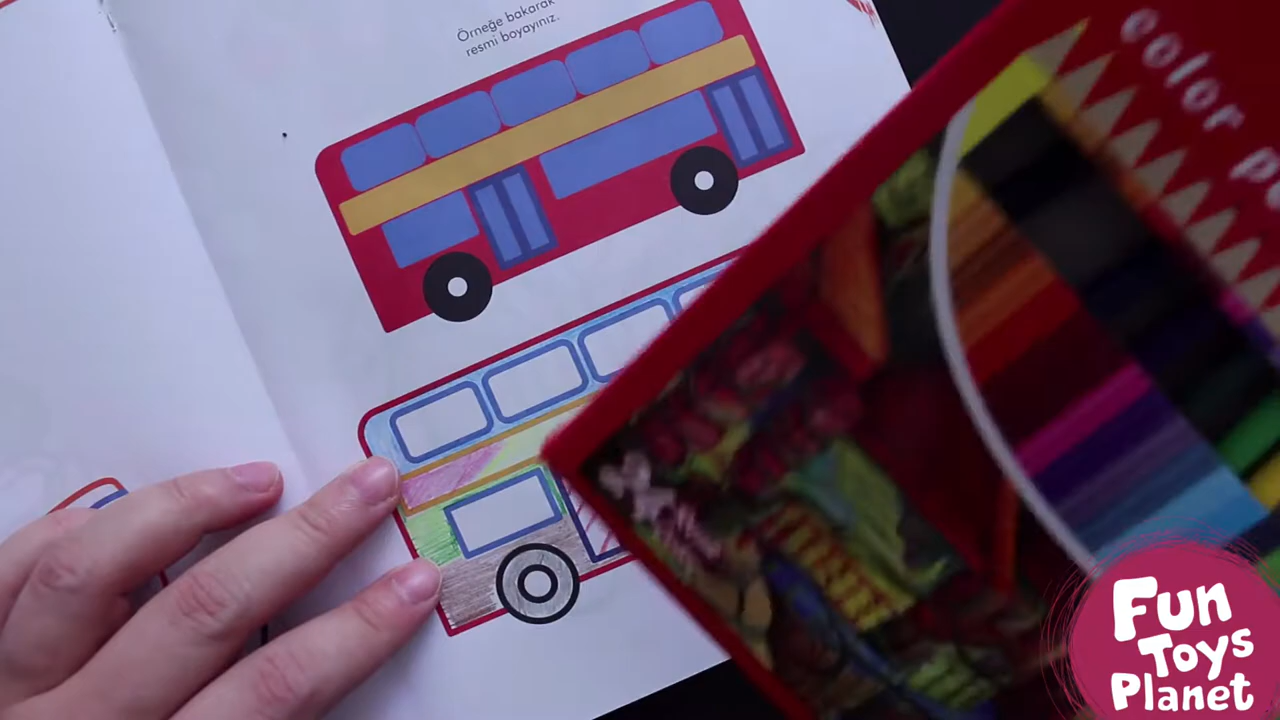 Örneğe bakarak
resmi boyayınız.
color
FUN
TOYS
PLANET